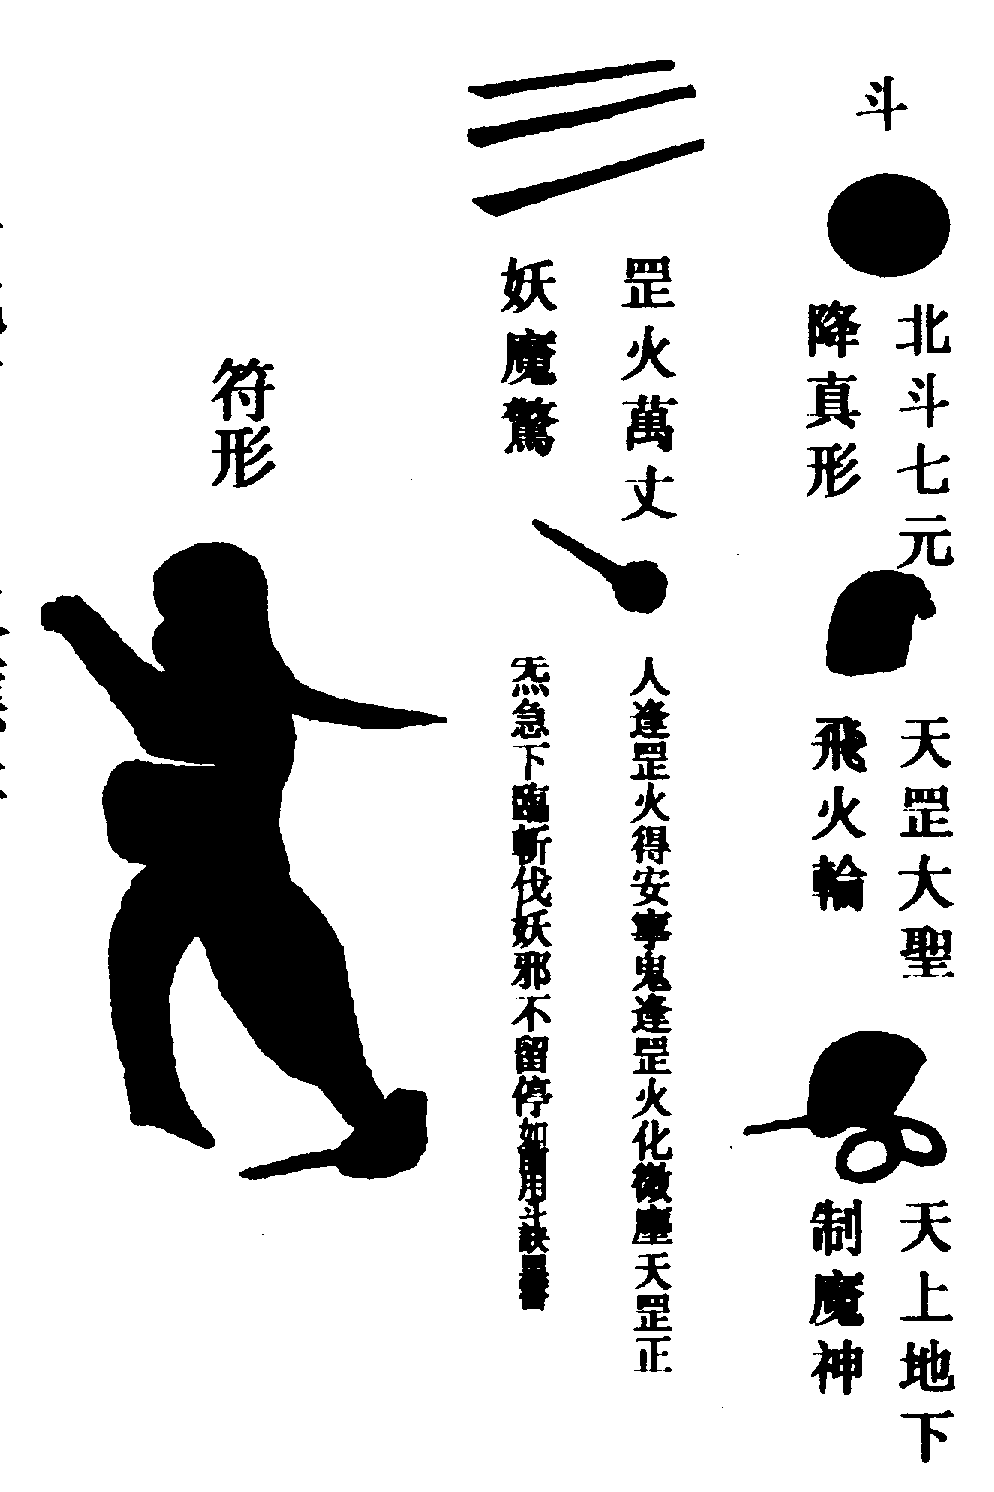 斗
北斗七元
降真形
天罡大聖
飛火輪
天上地下
制魔神
罡火萬丈
妖魔驚
人逢罡火得安寧鬼逢罡火化微塵天罡正
炁急下臨斬伐妖邪不留停如前用斗訣罡書
符形